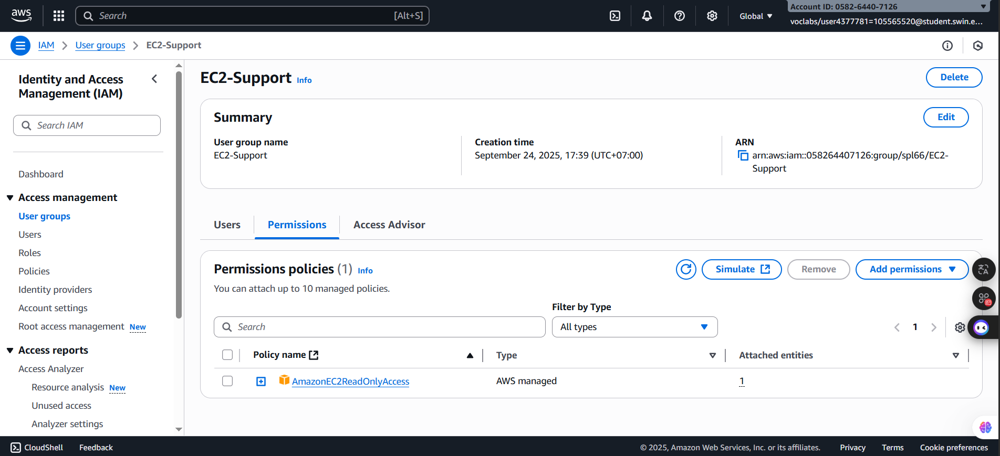 aws
Search
[Alt+S]
Global
Account ID: 0582-6440-7126
voclabs/user4377781=105565520@student.swin.e...
IAM
User groups
EC2-Support
Identity and Access
Management (IAM)
Search IAM
Dashboard
Access management
User groups
Users
Roles
Policies
Identity providers
Account settings
Root access management New
Access reports
Access Analyzer
Resource analysis New
Unused access
Analyzer settings
EC2-Support Info
Delete
Summary
Edit
User group name
EC2-Support
Creation time
September 24, 2025, 17:39 (UTC+07:00)
ARN
arn:aws:iam::058264407126:group/spl66/EC2-
Support
Users
Permissions
Access Advisor
Permissions policies (1) Info
You can attach up to 10 managed policies.
Simulate
Remove
Add permissions
Filter by Type
Search
All types
1
Policy name
Type
Attached entities
AmazonEC2ReadOnlyAccess
AWS managed
1
CloudShell
Feedback
© 2025, Amazon Web Services, Inc. or its affiliates.
Privacy
Terms
Cookie preferences